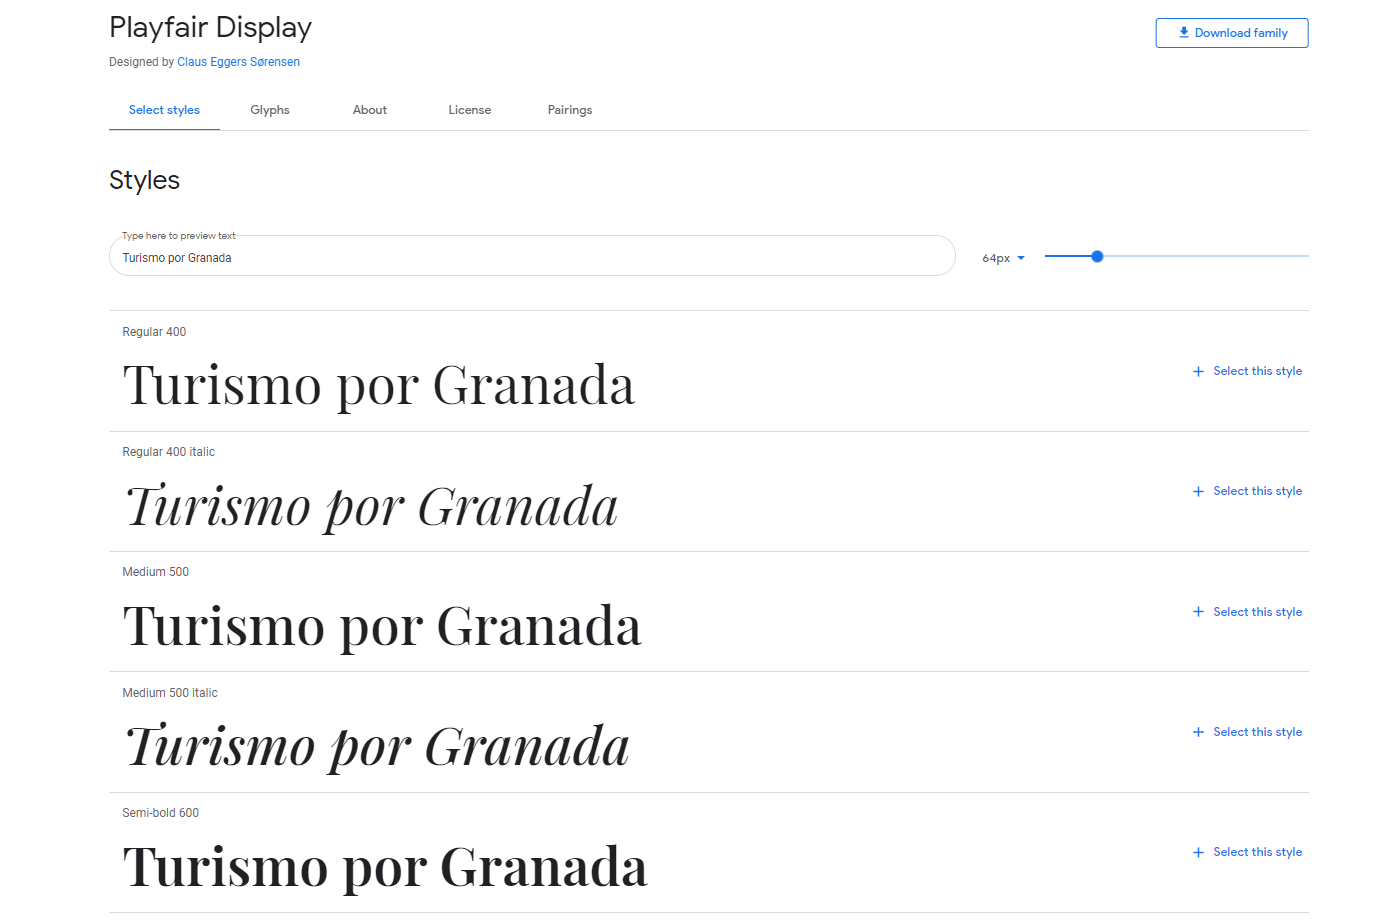 Playfair Display
Download family
Designed by Claus Eggers Sørensen
Select styles Glyphs About License Pairings
Styles
Type here to preview text
Turismo por Granada
64px
Regular 400
Turismo por Granada
Select this style
Regular 400 italic
Turismo por Granada
Select this style
Medium 500
Turismo por Granada
Select this style
Medium 500 italic
Turismo por Granada
Select this style
Semi-bold 600
Turismo por Granada
Select this style